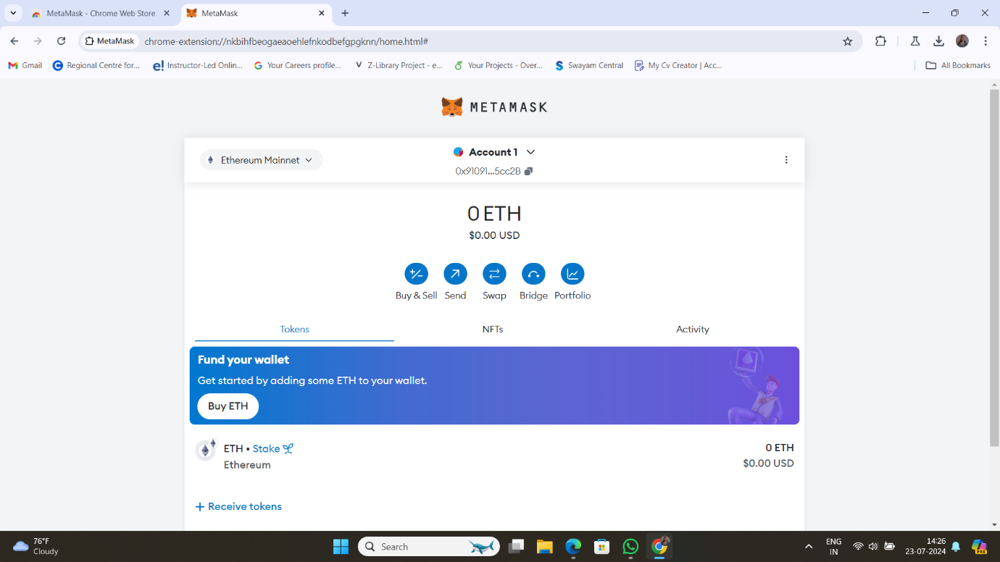 MetaMask - Chrome Web Store
MetaMask
MetaMask
chrome-extension://nkbihfbeogaeaoehlefnkodbefgpgknn/home.html#
Gmail
Regional Centre for...
Instructor-Led Onlin...
Your Careers profile...
Z-Library Project - e...
Your Projects - Over...
Swayam Central
My Cv Creator | Acc...
All Bookmarks
METAMASK
Ethereum Mainnet
Account 1
0x91091...5cc2B
0 ETH
$0.00 USD
Buy & Sell
Send
Swap
Bridge
Portfolio
Tokens
NFTs
Activity
Fund your wallet
Get started by adding some ETH to your wallet.
Buy ETH
ETH • Stake
0 ETH
Ethereum
$0.00 USD
+ Receive tokens
76°F
Cloudy
Search
ENG
IN
14:26
23-07-2024
PRE